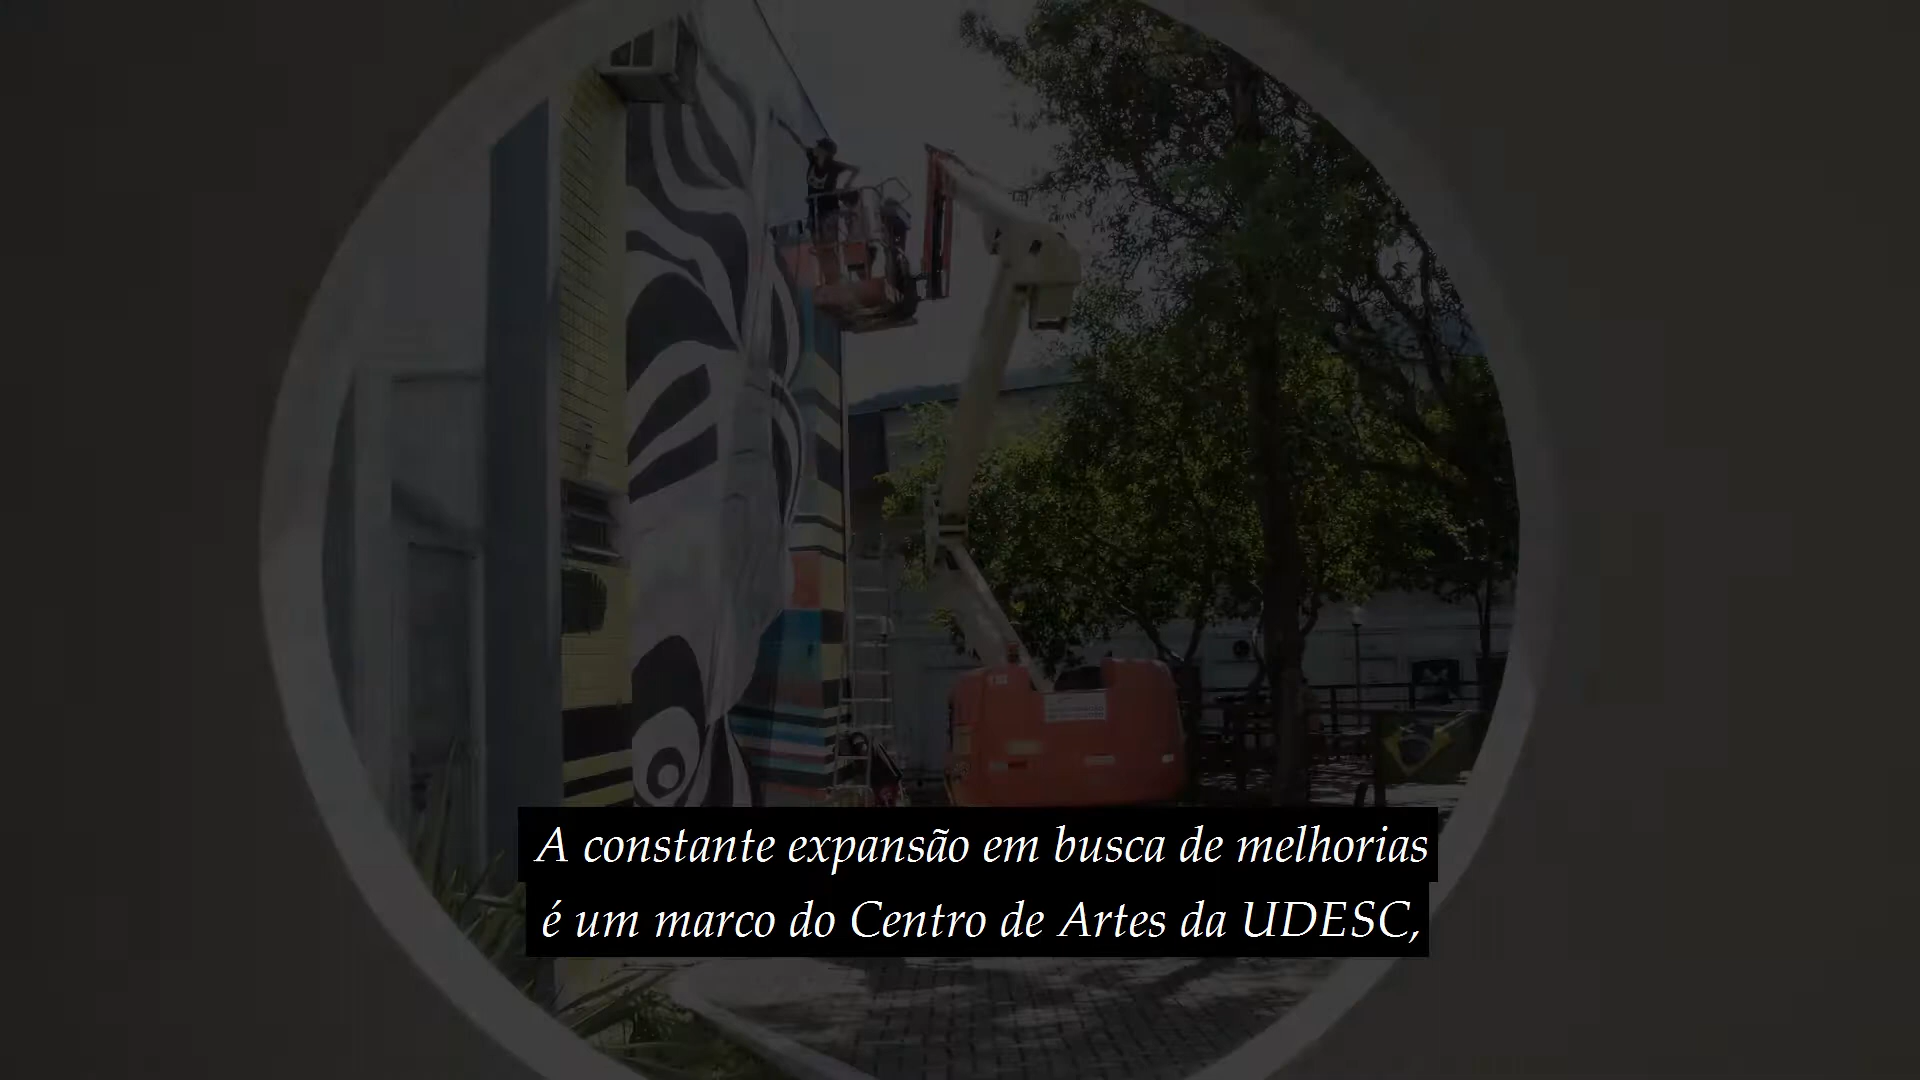 A constante expansão em busca de melhorias
é um marco do Centro de Artes da UDESC,